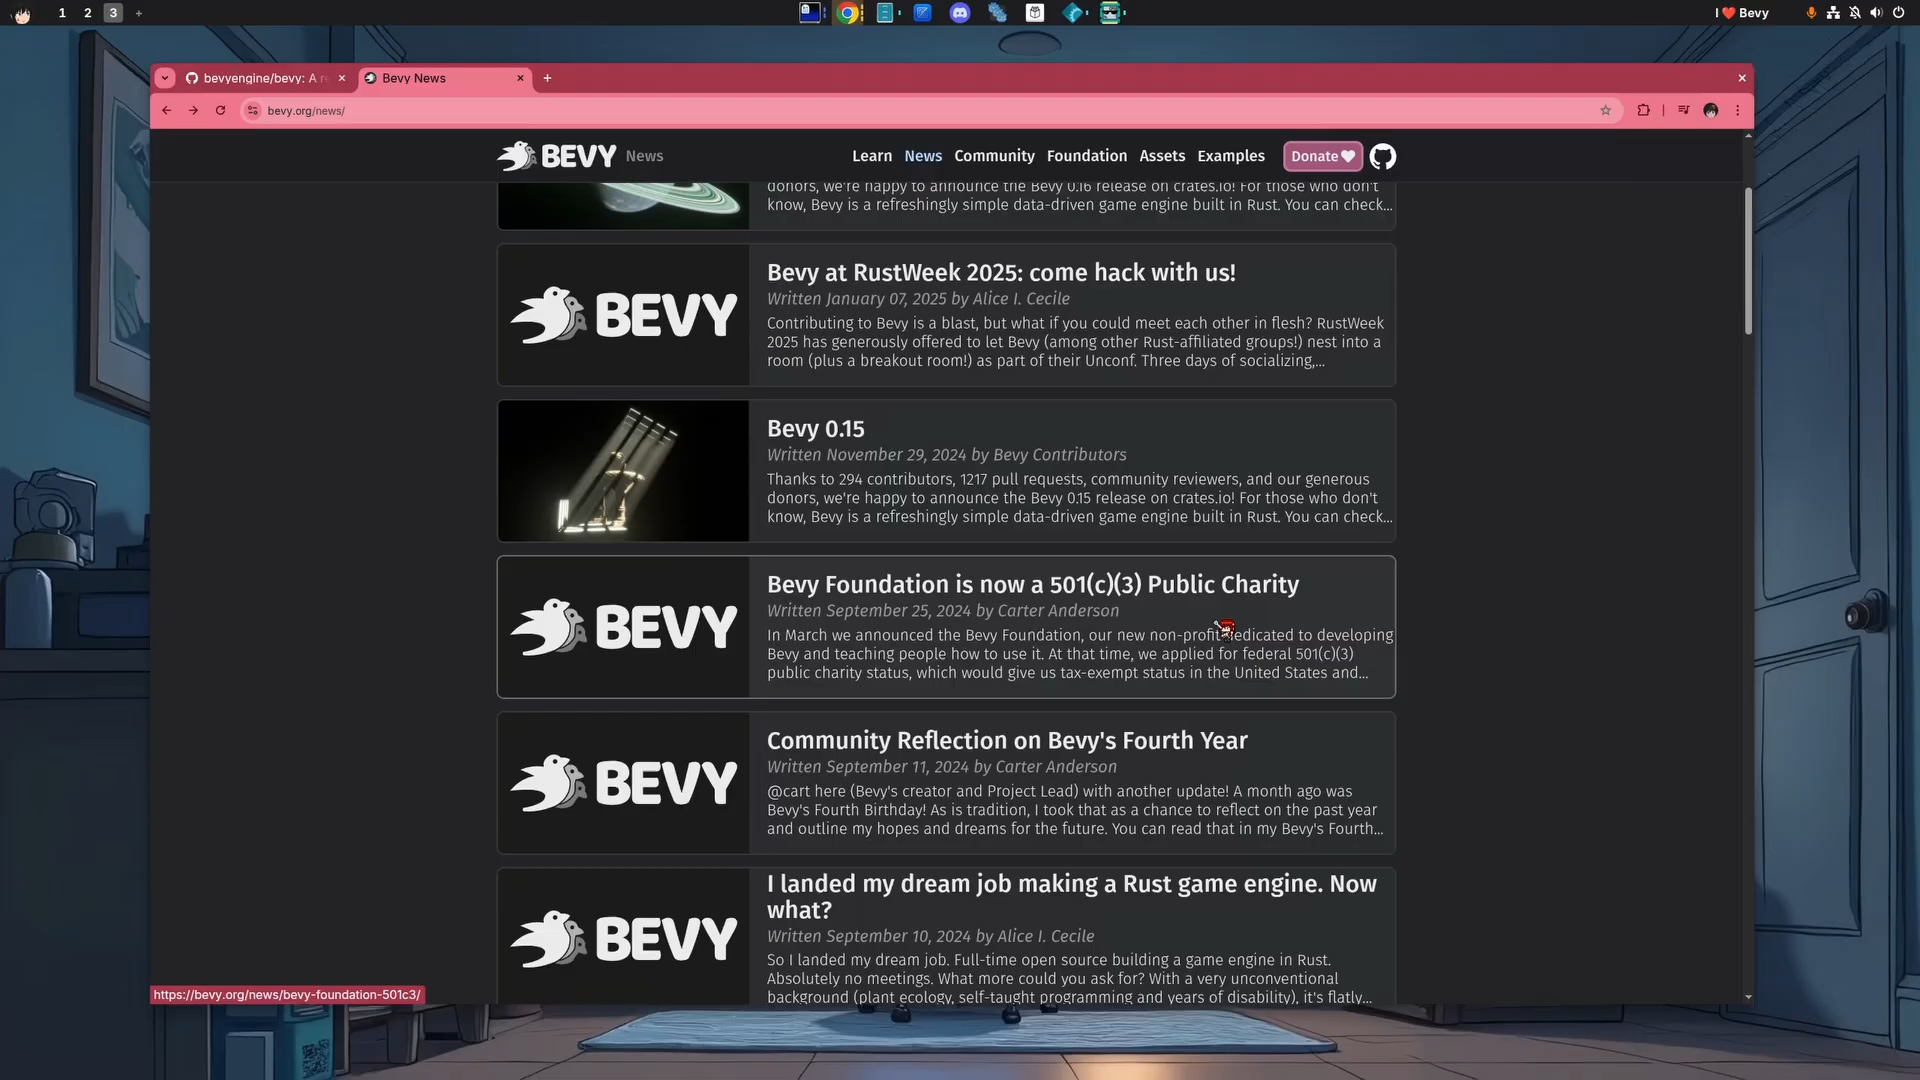 1 2 3 +
I ❤ Bevy
bevyengine/bevy: A re
Bevy News
bevy.org/news/
BEVY News
Learn News Community Foundation Assets Examples Donate
donors, we're happy to announce the Bevy 0.16 release on crates.io! For those who don't
know, Bevy is a refreshingly simple data-driven game engine built in Rust. You can check...
BEVY
Bevy at RustWeek 2025: come hack with us!
Written January 07, 2025 by Alice I. Cecile
Contributing to Bevy is a blast, but what if you could meet each other in flesh? RustWeek
2025 has generously offered to let Bevy (among other Rust-affiliated groups!) nest into a
room (plus a breakout room!) as part of their Unconf. Three days of socializing,...
Bevy 0.15
Written November 29, 2024 by Bevy Contributors
Thanks to 294 contributors, 1217 pull requests, community reviewers, and our generous
donors, we're happy to announce the Bevy 0.15 release on crates.io! For those who don't
know, Bevy is a refreshingly simple data-driven game engine built in Rust. You can check...
BEVY
Bevy Foundation is now a 501(c)(3) Public Charity
Written September 25, 2024 by Carter Anderson
In March we announced the Bevy Foundation, our new non-profit dedicated to developing
Bevy and teaching people how to use it. At that time, we applied for federal 501(c)(3)
public charity status, which would give us tax-exempt status in the United States and...
BEVY
Community Reflection on Bevy's Fourth Year
Written September 11, 2024 by Carter Anderson
@cart here (Bevy's creator and Project Lead) with another update! A month ago was
Bevy's Fourth Birthday! As is tradition, I took that as a chance to reflect on the past year
and outline my hopes and dreams for the future. You can read that in my Bevy's Fourth...
BEVY
I landed my dream job making a Rust game engine. Now
what?
Written September 10, 2024 by Alice I. Cecile
So I landed my dream job. Full-time open source building a game engine in Rust.
Absolutely no meetings. What more could you ask for? With a very unconventional
background (plant ecology, self-taught programming and years of disability), it's flatly...
https://bevy.org/news/bevy-foundation-501c3/